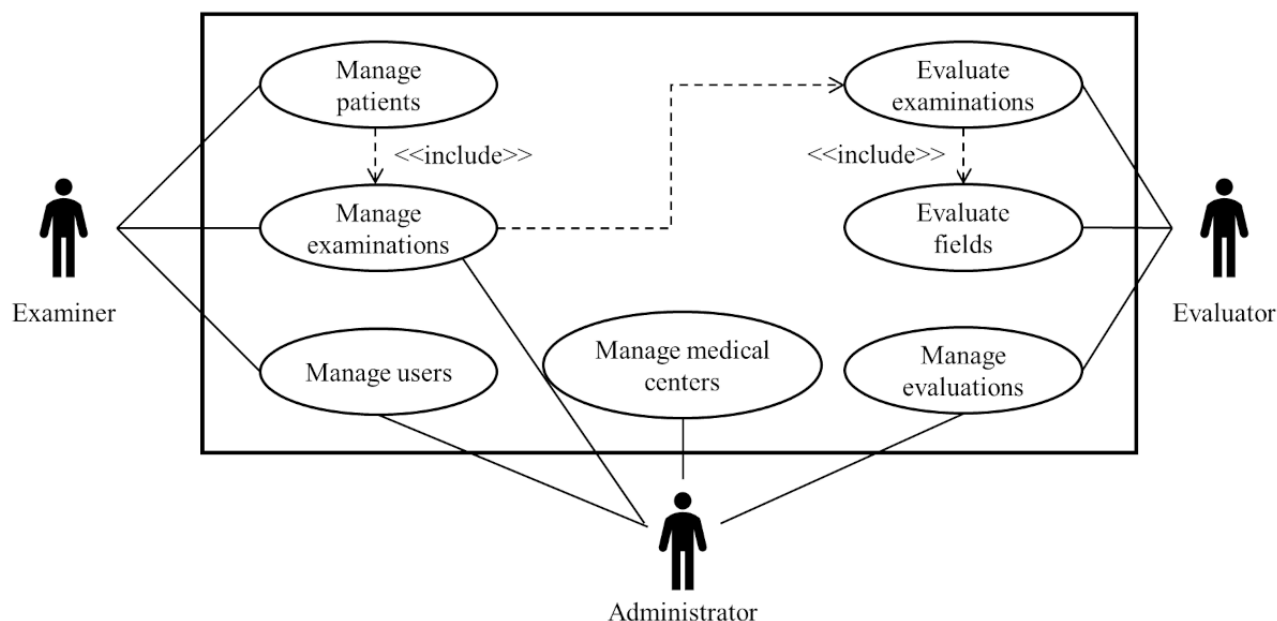 Manage
patients
Evaluate
examinations
<<include>>
<<include>>
Manage
examinations
Evaluate
fields
Examiner
Evaluator
Manage users
Manage medical
centers
Manage
evaluations
Administrator